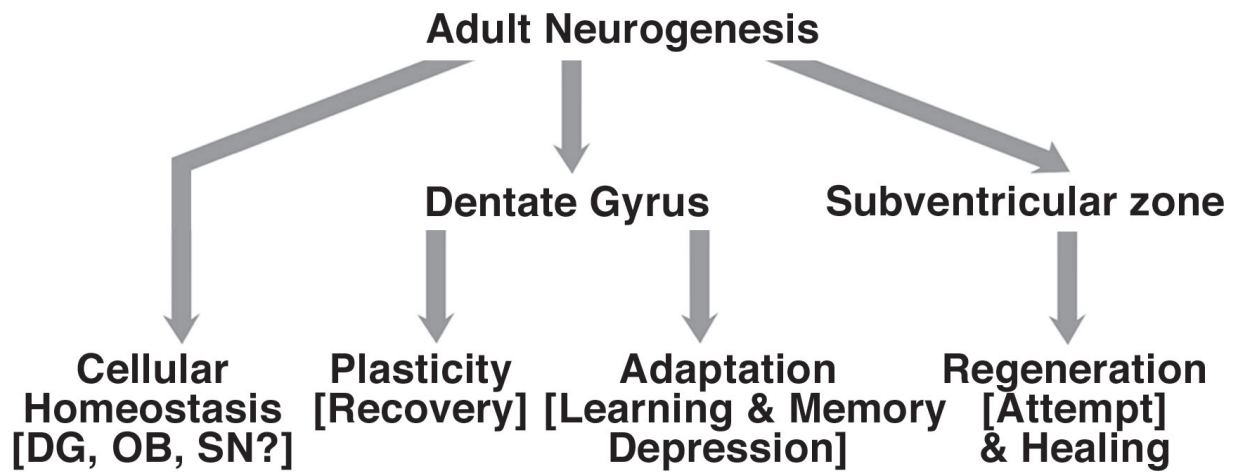 Adult Neurogenesis
Dentate Gyrus
Subventricular zone
Cellular
Homeostasis
[DG, OB, SN?]
Plasticity
[Recovery]
Adaptation
[Learning & Memory
Depression]
Regeneration
[Attempt]
& Healing